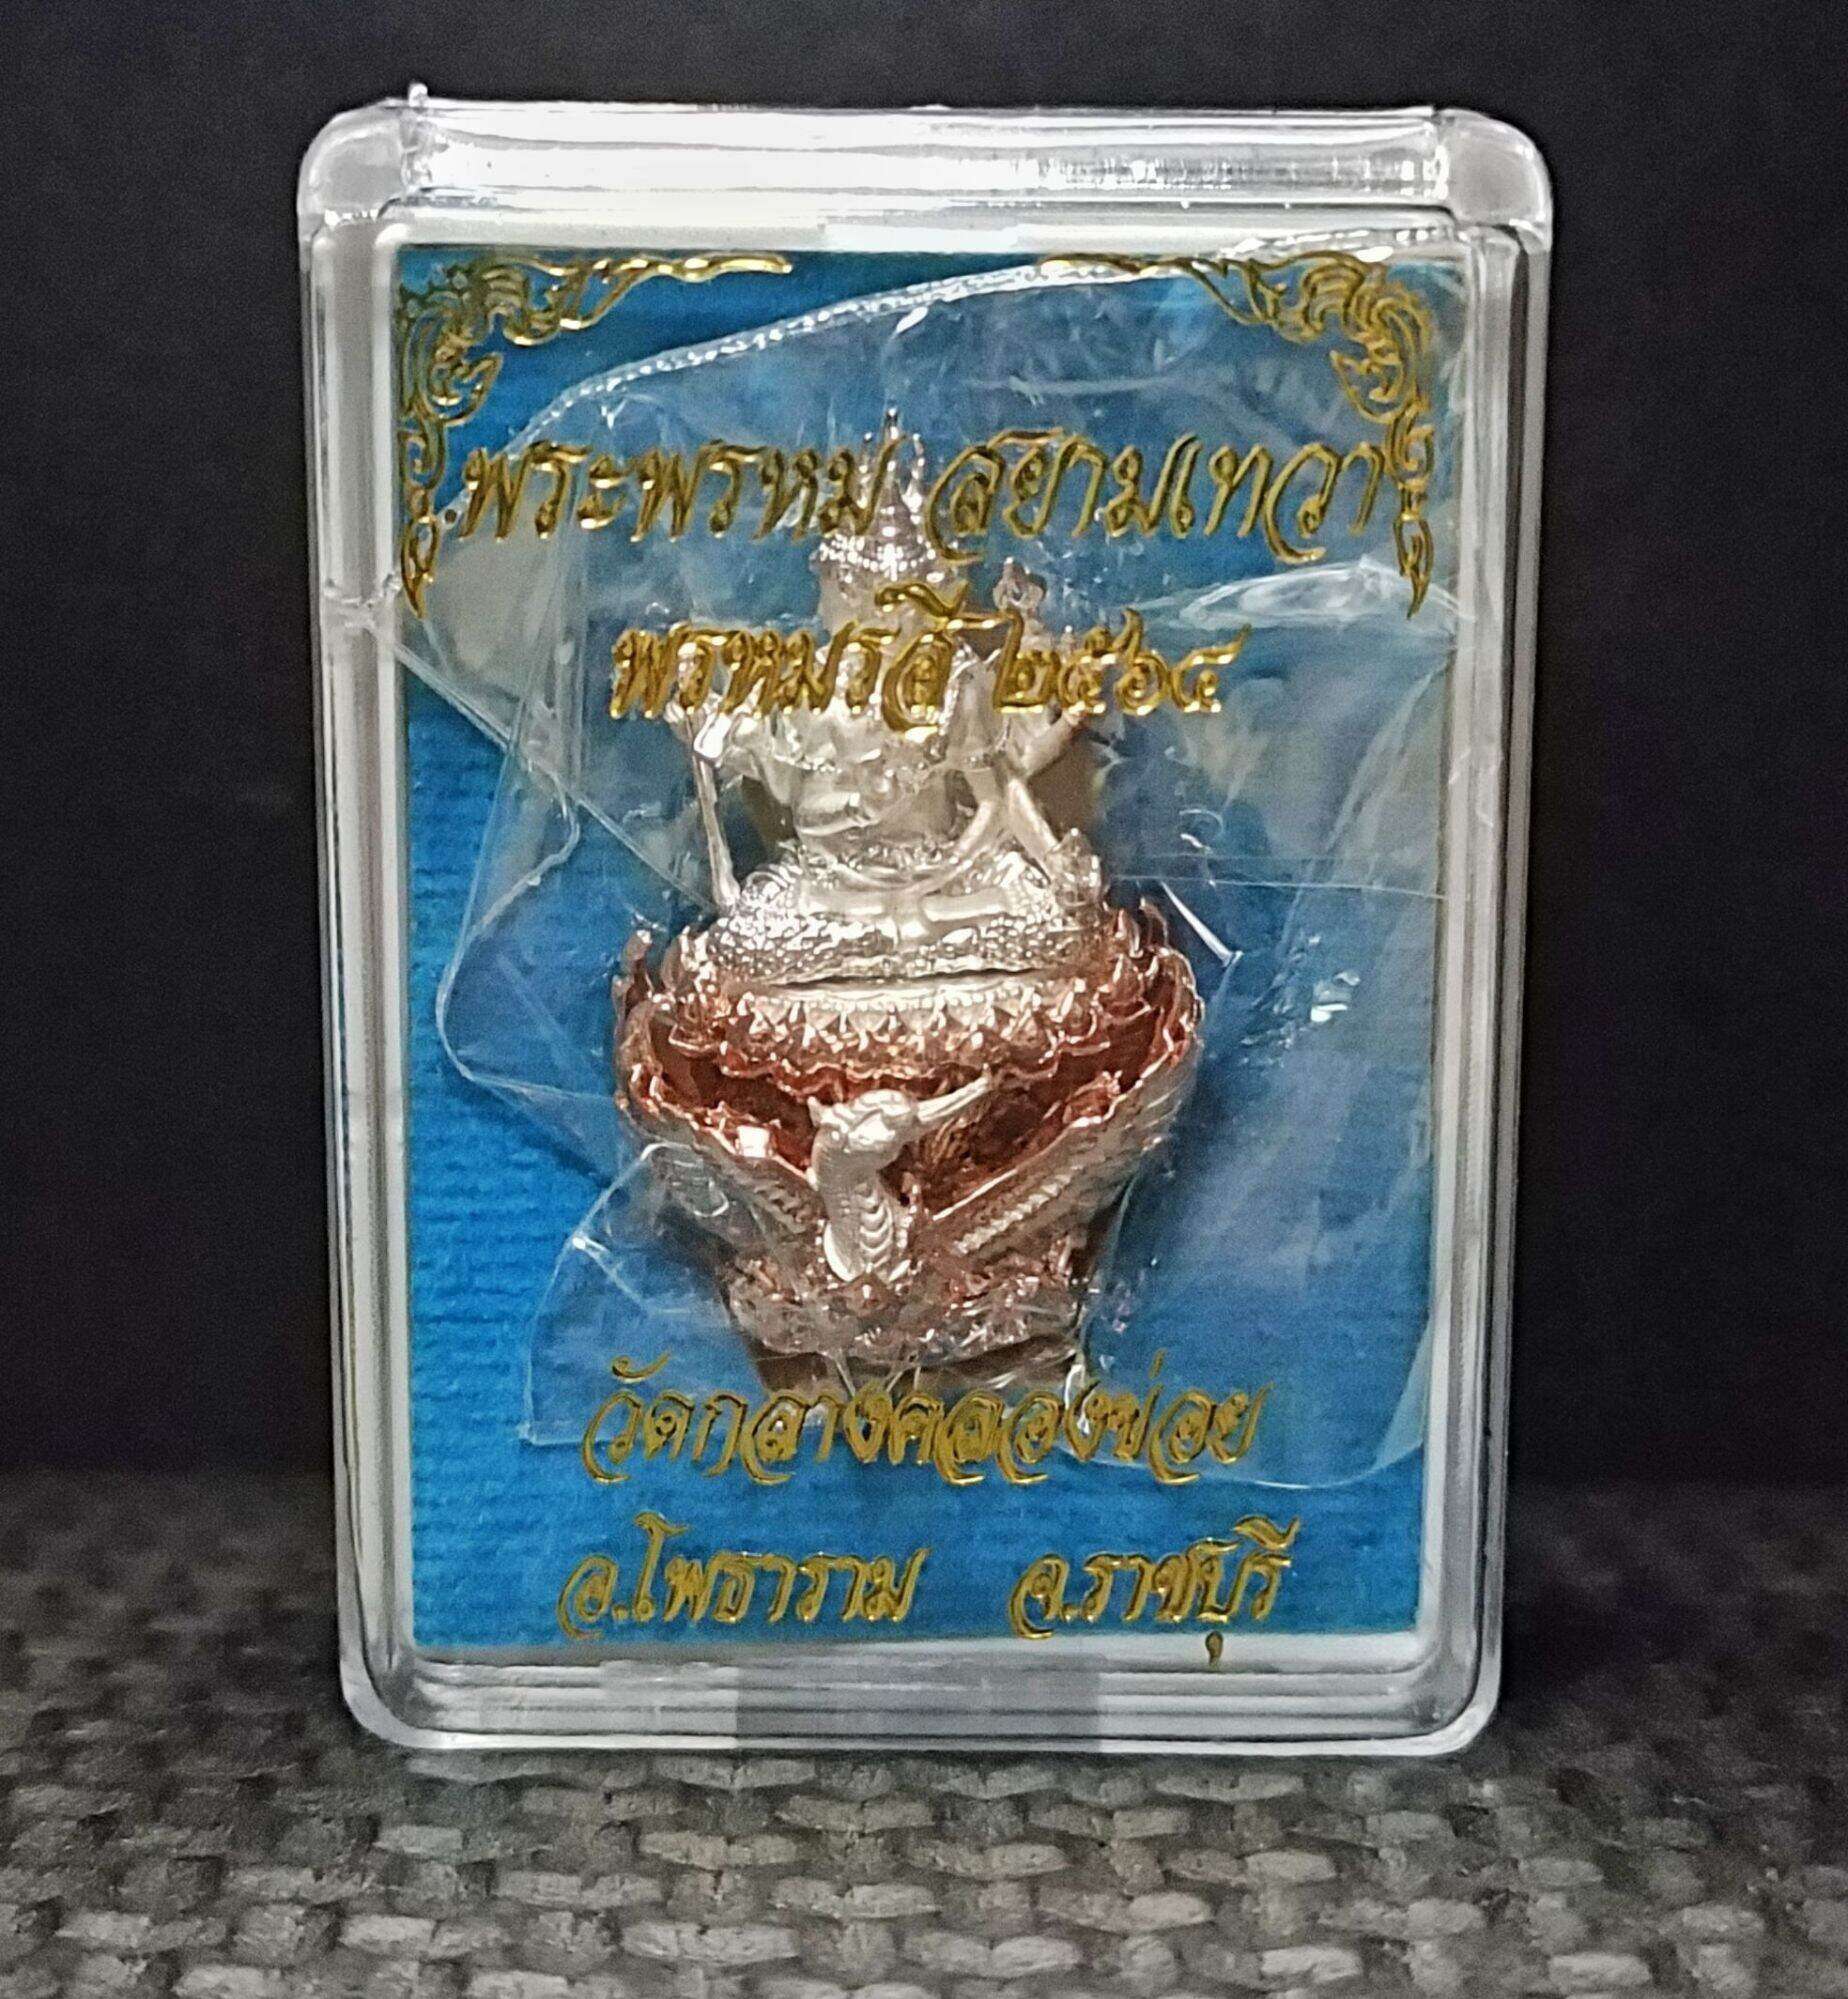 พระพรหม สยามเทวา
พรหมรังสี ๒๕๖๔
วัดกลางคลองข่อย
อ.โพธาราม จ.ราชบุรี